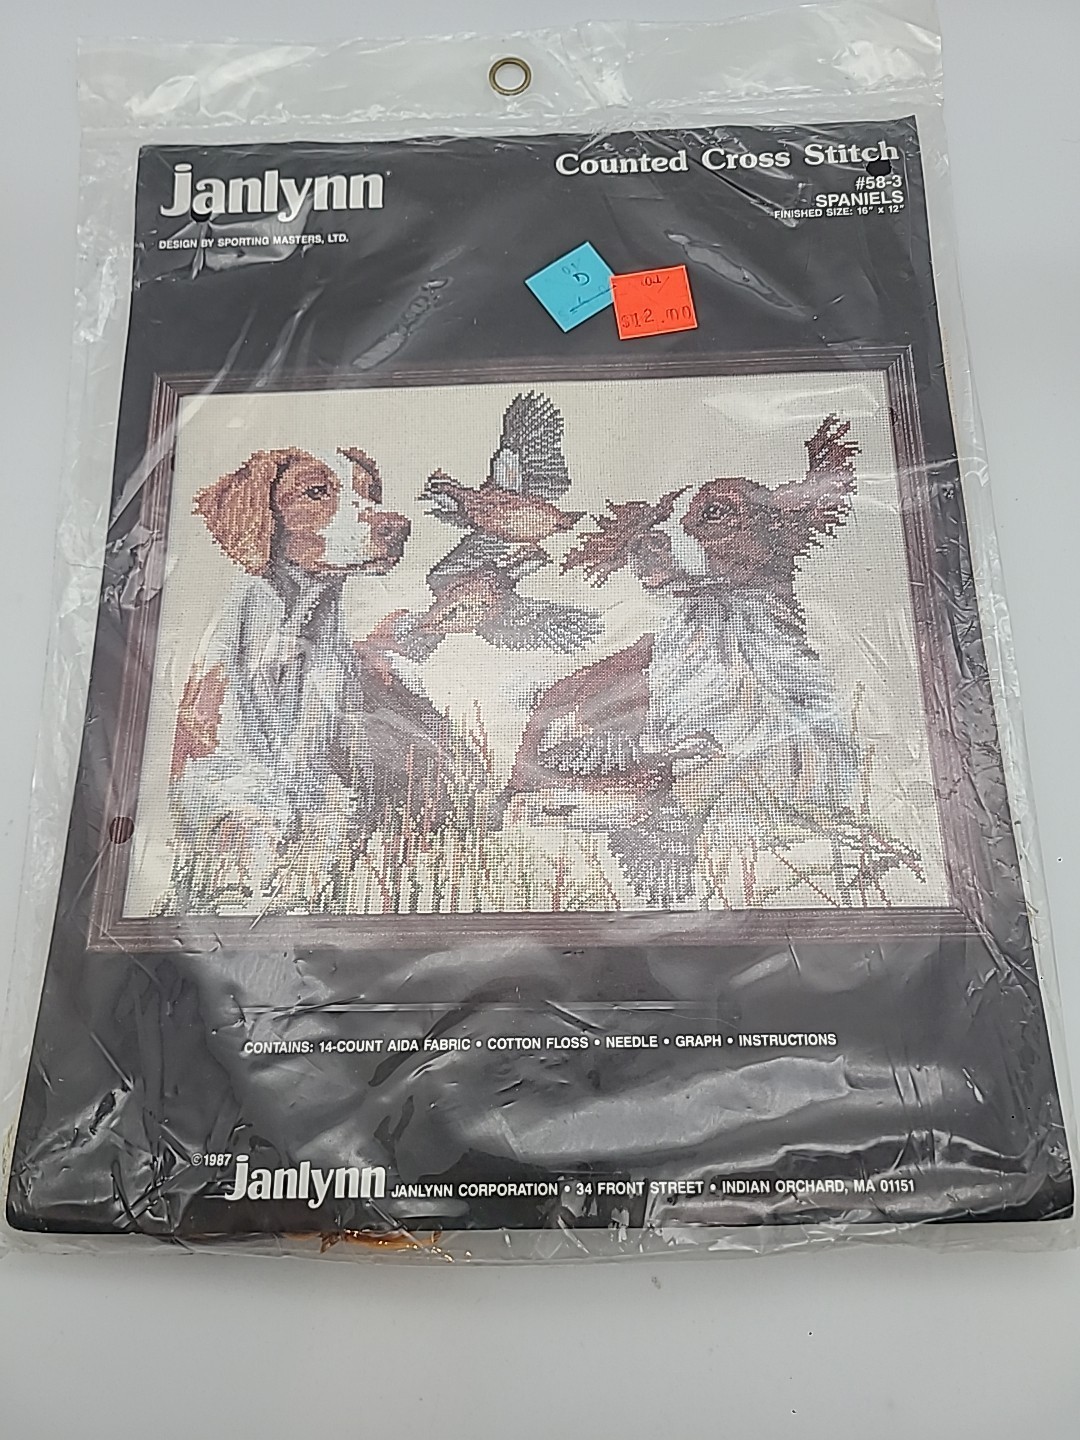 janlynn
DESIGN BY SPORTING MASTERS, LTD.
Counted Cross Stitch
#58-3
SPANIELS
FINISHED SIZE: 16" x 12"
D
01
$12.00
CONTAINS: 14-COUNT AIDA FABRIC • COTTON FLOSS • NEEDLE • GRAPH • INSTRUCTIONS
©1987 janlynn JANLYNN CORPORATION • 34 FRONT STREET • INDIAN ORCHARD, MA 01151